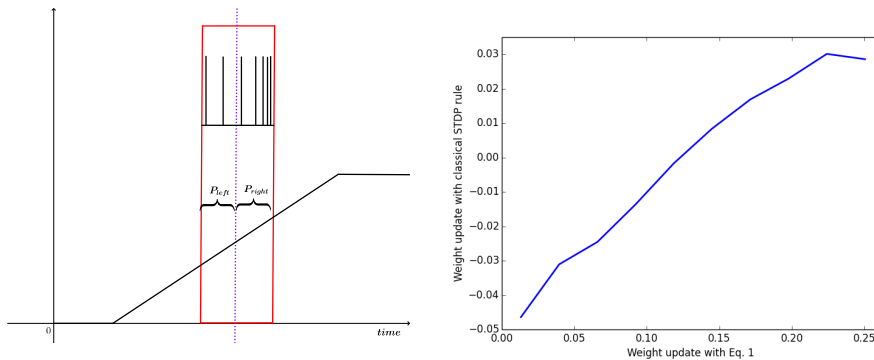 P_left
P_right
0
time
0.03
0.02
0.01
0.00
−0.01
−0.02
−0.03
−0.04
−0.05
Weight update with classical STDP rule
0.00 0.05 0.10 0.15 0.20 0.25
Weight update with Eq. 1